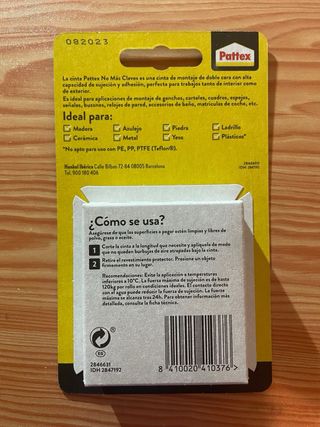 082023
Pattex
La cinta Pattex No Más Clavos es una cinta de montaje de doble cara con alta
capacidad de sujeción y adhesión, perfecta para trabajos tanto de interior como
de exterior.
Es ideal para aplicaciones de montaje de ganchos, carteles, cuadros, espejos,
señales, buzones, relojes de pared, accesorios de baño, matrículas de coche, etc.
Ideal para:
Madera
Azulejo
Piedra
Ladrillo
Cerámica
Metal
Yeso
Plásticos*
*No apto para uso con PE, PP, PTFE (Teflon®).
Henkel Ibérica Calle Bilbao 72-84 08005 Barcelona
Tel. 900 180 406
2846610
IDH 2847192
¿Cómo se usa?
Asegúrese de que las superficies a pegar estén limpias y libres de
polvo, grasa o aceite.
1 Corte la cinta a la longitud que necesite y aplíquela de modo
que no queden burbujas de aire atrapadas bajo la cinta.
2 Retire el revestimiento protector. Presione un objeto
firmemente en su lugar.
Recomendaciones: Evite la aplicación a temperaturas
inferiores a 10°C. La fuerza máxima de sujeción es de hasta
120kg por rollo en condiciones ideales. El contacto directo
con el agua puede reducir la fuerza de sujeción. La fuerza
máxima se alcanza tras 24h. Para obtener información más
detallada, consulte la ficha técnica.
2846631
IDH 2847192
8 410020 410376 >